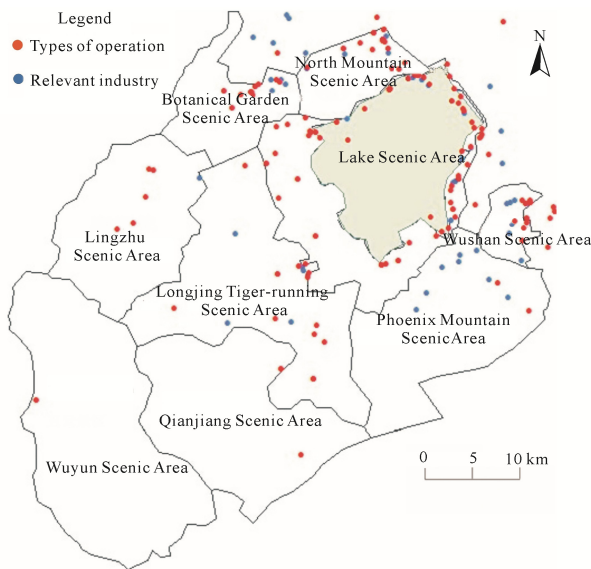 Legend
Types of operation
Relevant industry
N
North Mountain
Scenic Area
Botanical Garden
Scenic Area
Lake Scenic Area
Lingzhu
Scenic Area
Wushan Scenic Area
Longjing Tiger-running
Scenic Area
Phoenix Mountain
ScenicArea
Qianjiang Scenic Area
Wuyun Scenic Area
0 5 10 km